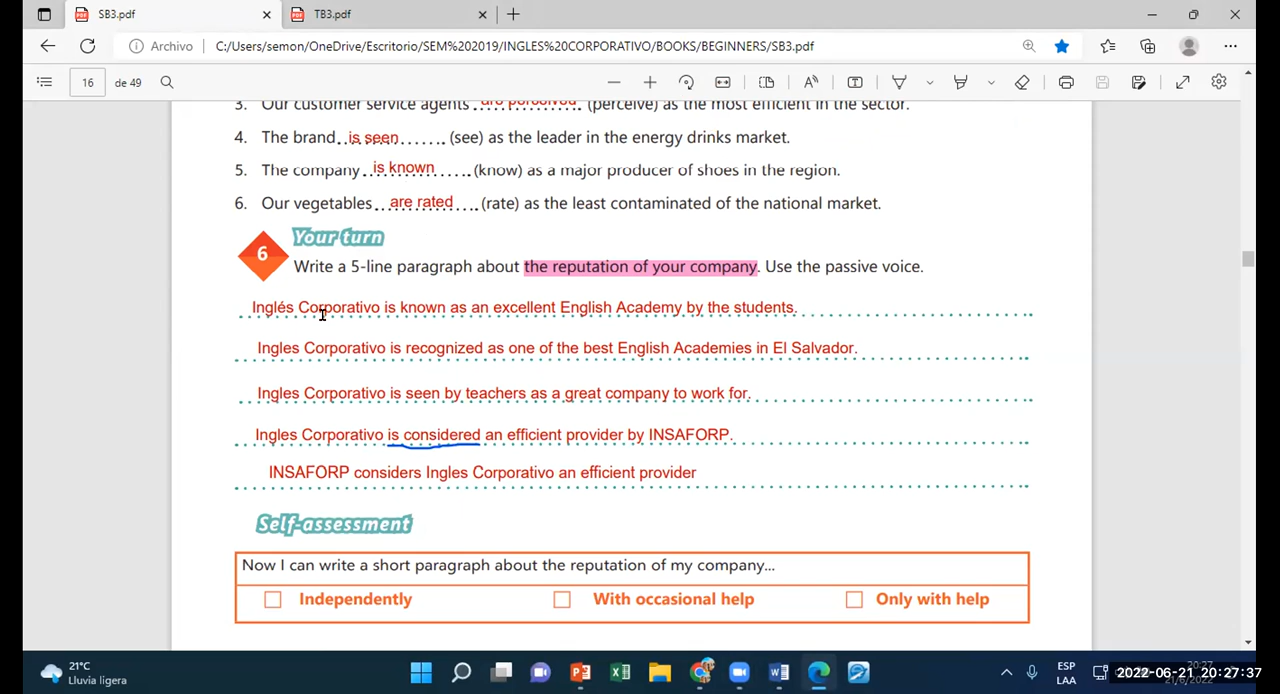 SB3.pdf
TB3.pdf
Archivo
C:/Users/semon/OneDrive/Escritorio/SEM%202019/INGLES%20CORPORATIVO/BOOKS/BEGINNERS/SB3.pdf
16 de 49
3. Our customer service agents are perceived (perceive) as the most efficient in the sector.
4. The brand is seen (see) as the leader in the energy drinks market.
5. The company is known (know) as a major producer of shoes in the region.
6. Our vegetables are rated (rate) as the least contaminated of the national market.
Your turn
6
Write a 5-line paragraph about the reputation of your company. Use the passive voice.
Inglés Corporativo is known as an excellent English Academy by the students.
Ingles Corporativo is recognized as one of the best English Academies in El Salvador.
Ingles Corporativo is seen by teachers as a great company to work for.
Ingles Corporativo is considered an efficient provider by INSAFORP.
INSAFORP considers Ingles Corporativo an efficient provider
Self-assessment
Now I can write a short paragraph about the reputation of my company...
Independently With occasional help Only with help
21°C
Lluvia ligera
ESP
LAA
2022-06-21 20:27:37